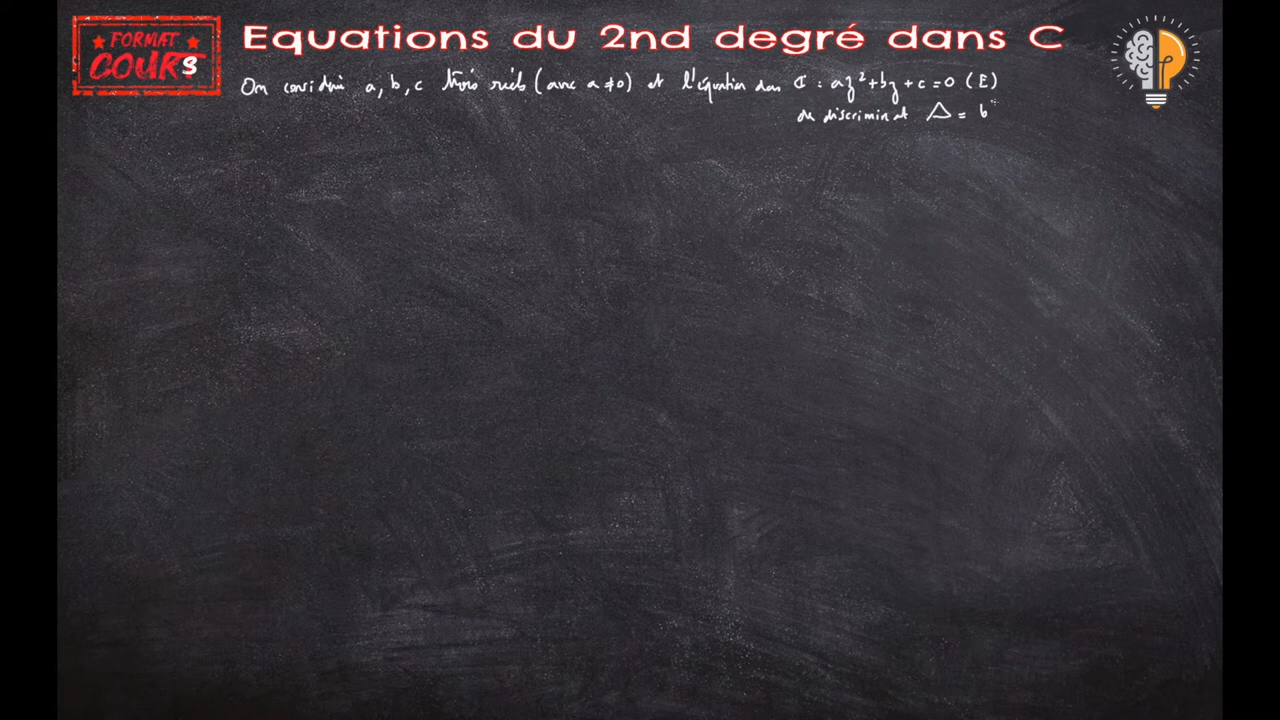 FORMAT
COURS
Equations du 2nd degré dans C
On considère a, b, c trois réels (avec a ≠ 0) et l'équation dans ℂ : az²+bz+c=0 (E)
de discriminant Δ = b